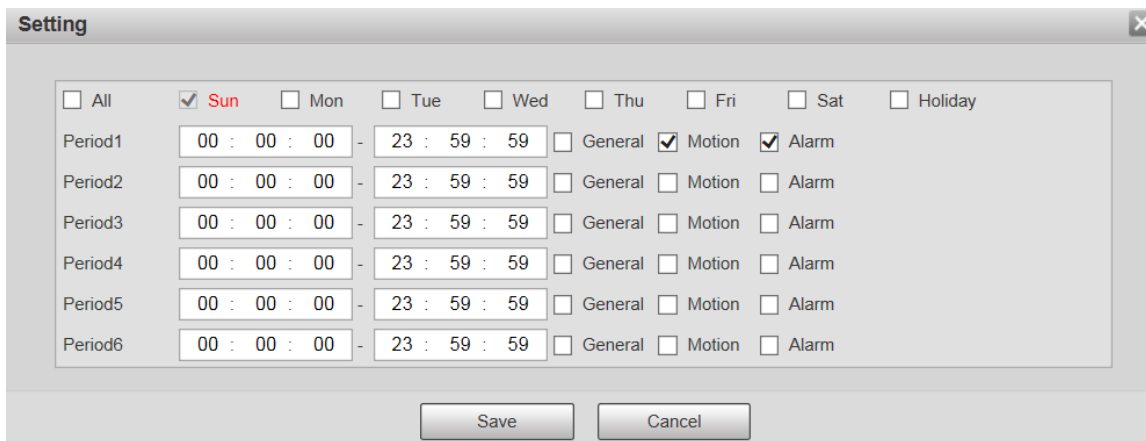 Setting
All Sun Mon Tue Wed Thu Fri Sat Holiday
Period1 00 : 00 : 00 - 23 : 59 : 59 General Motion Alarm
Period2 00 : 00 : 00 - 23 : 59 : 59 General Motion Alarm
Period3 00 : 00 : 00 - 23 : 59 : 59 General Motion Alarm
Period4 00 : 00 : 00 - 23 : 59 : 59 General Motion Alarm
Period5 00 : 00 : 00 - 23 : 59 : 59 General Motion Alarm
Period6 00 : 00 : 00 - 23 : 59 : 59 General Motion Alarm
Save Cancel